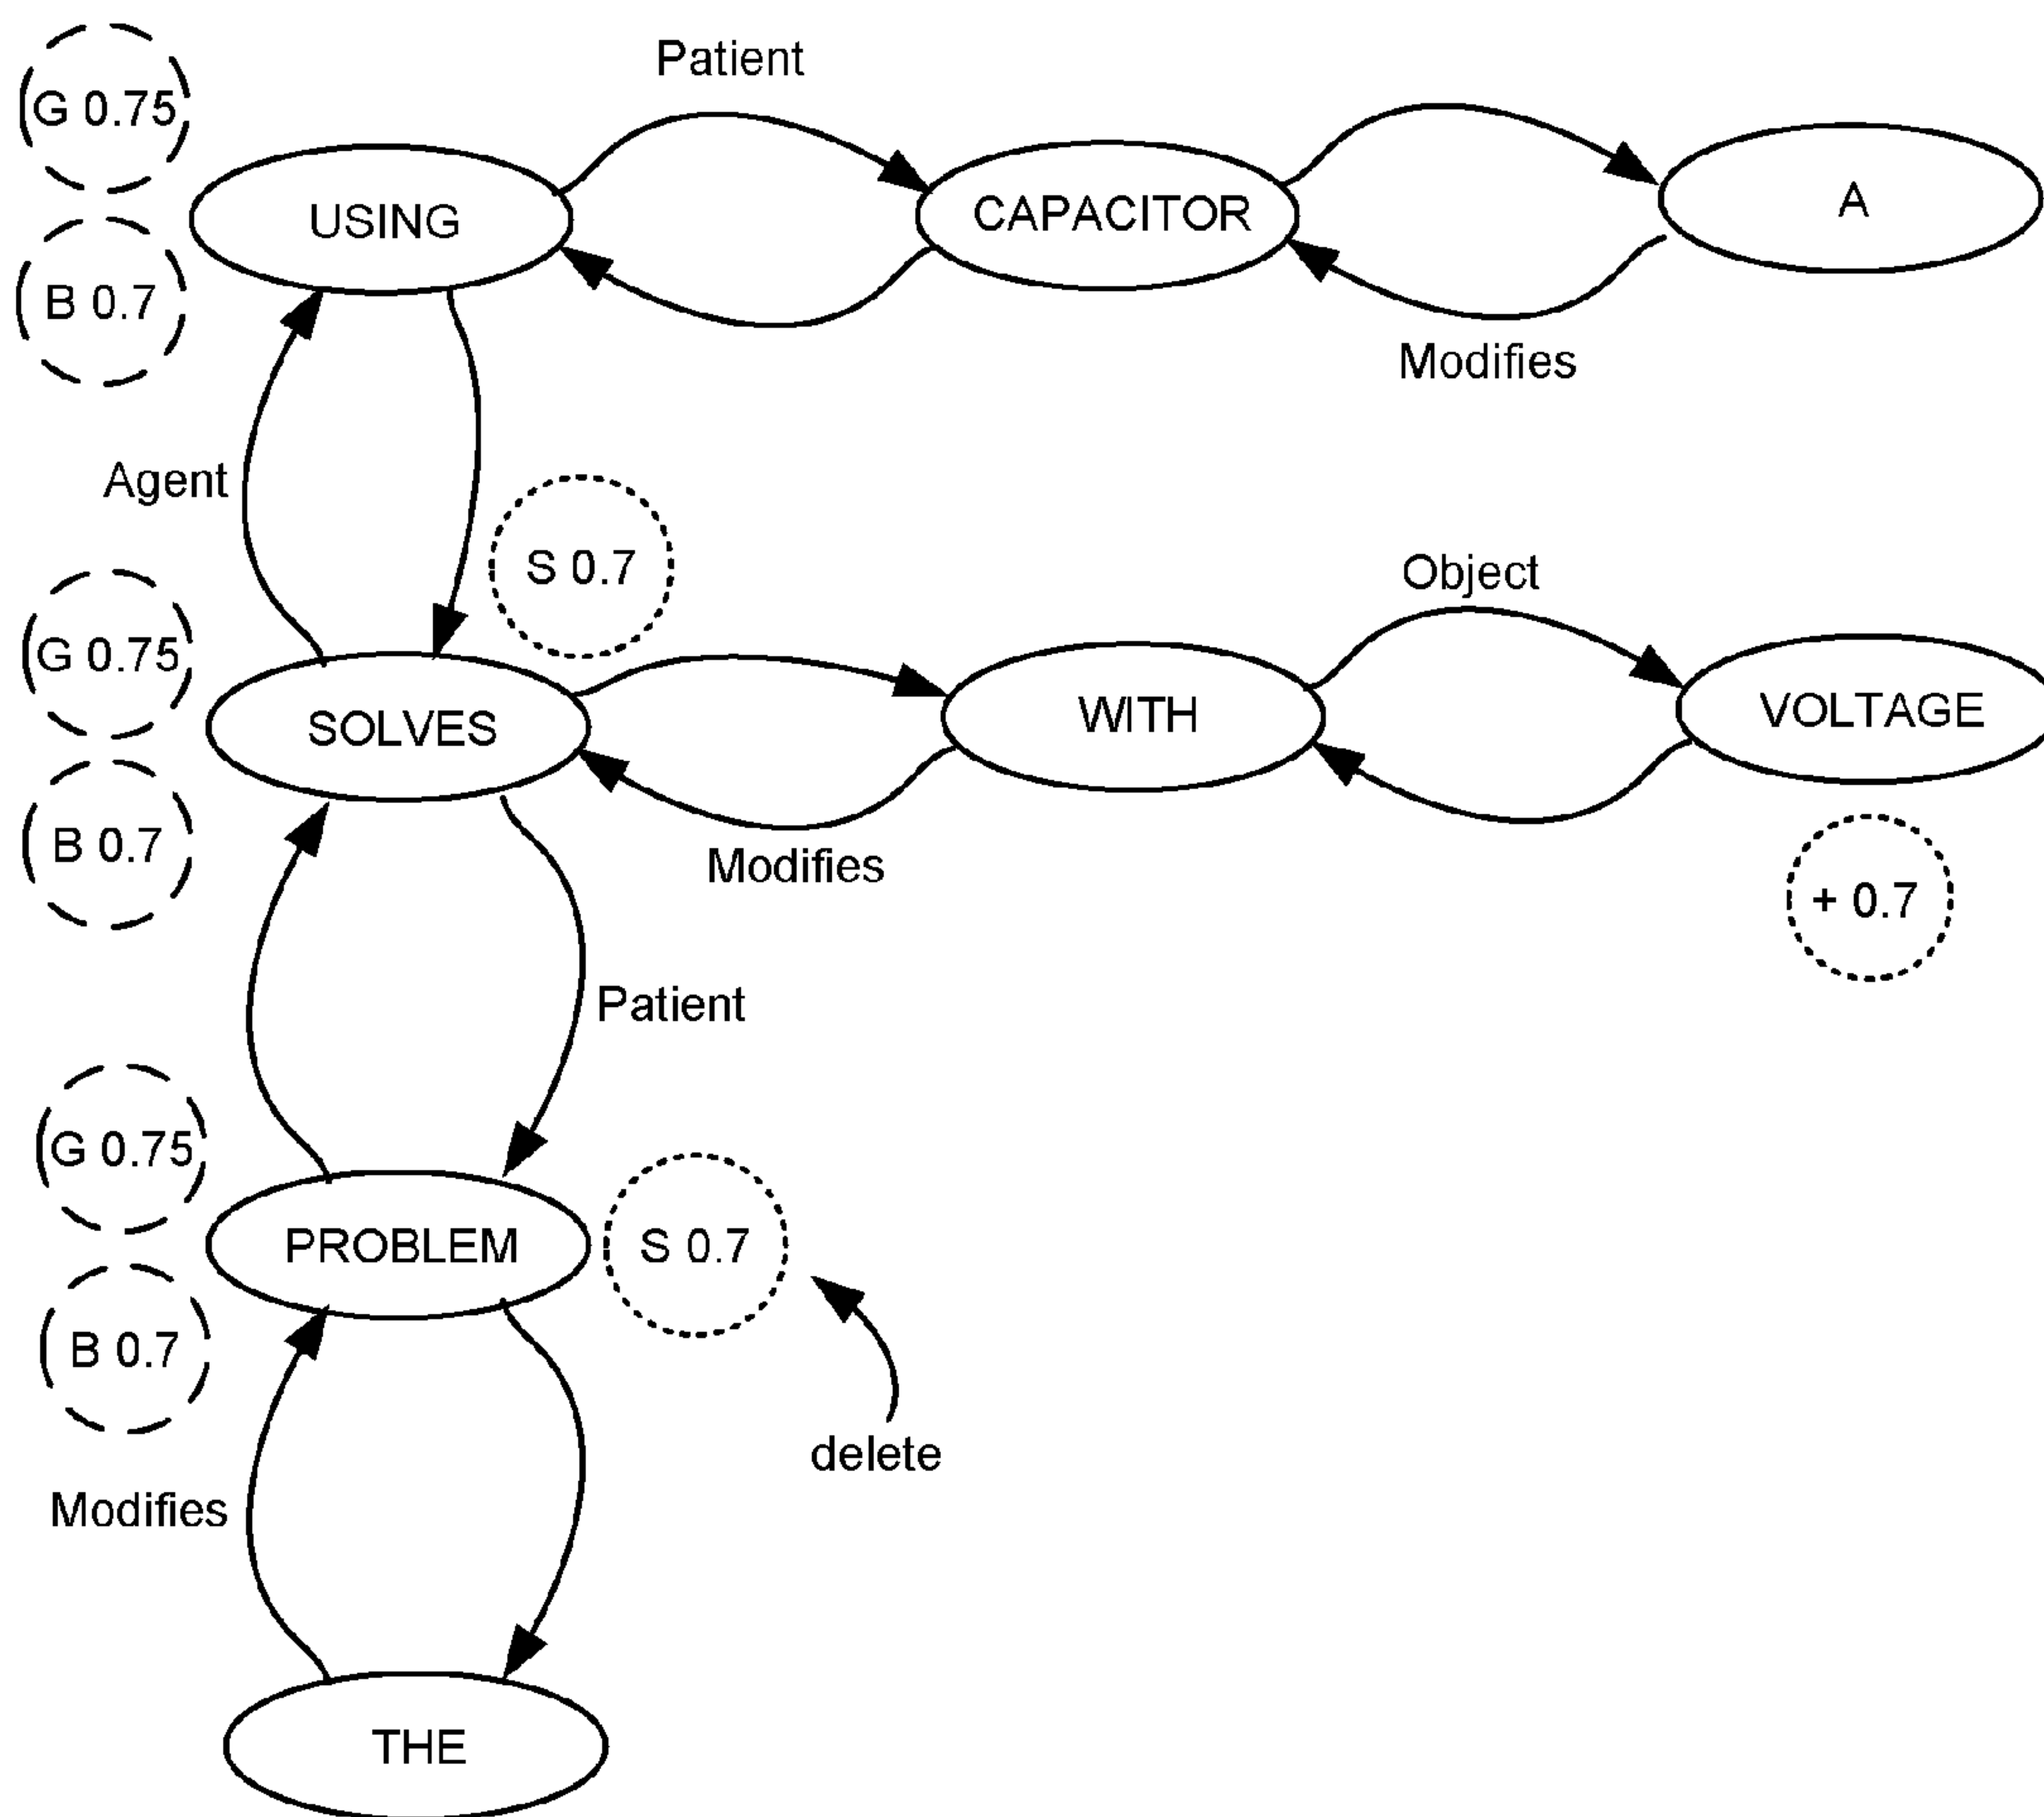 Patient
G 0.75
USING
CAPACITOR
A
B 0.7
Modifies
Agent
S 0.7
Object
G 0.75
SOLVES
WITH
VOLTAGE
B 0.7
Modifies
+ 0.7
Patient
G 0.75
PROBLEM
S 0.7
B 0.7
delete
Modifies
THE